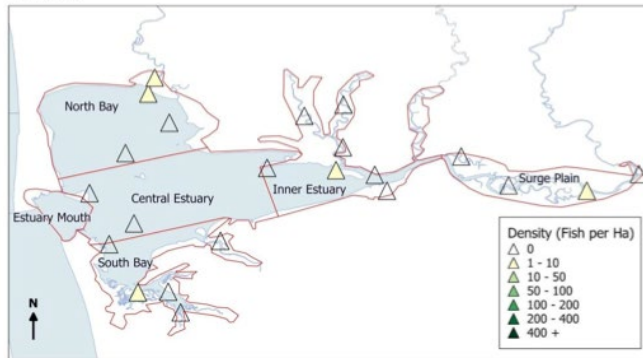 North Bay
Central Estuary
Inner Estuary
Surge Plain
Estuary Mouth
South Bay
N
Density (Fish per Ha)
0
1 - 10
10 - 50
50 - 100
100 - 200
200 - 400
400 +